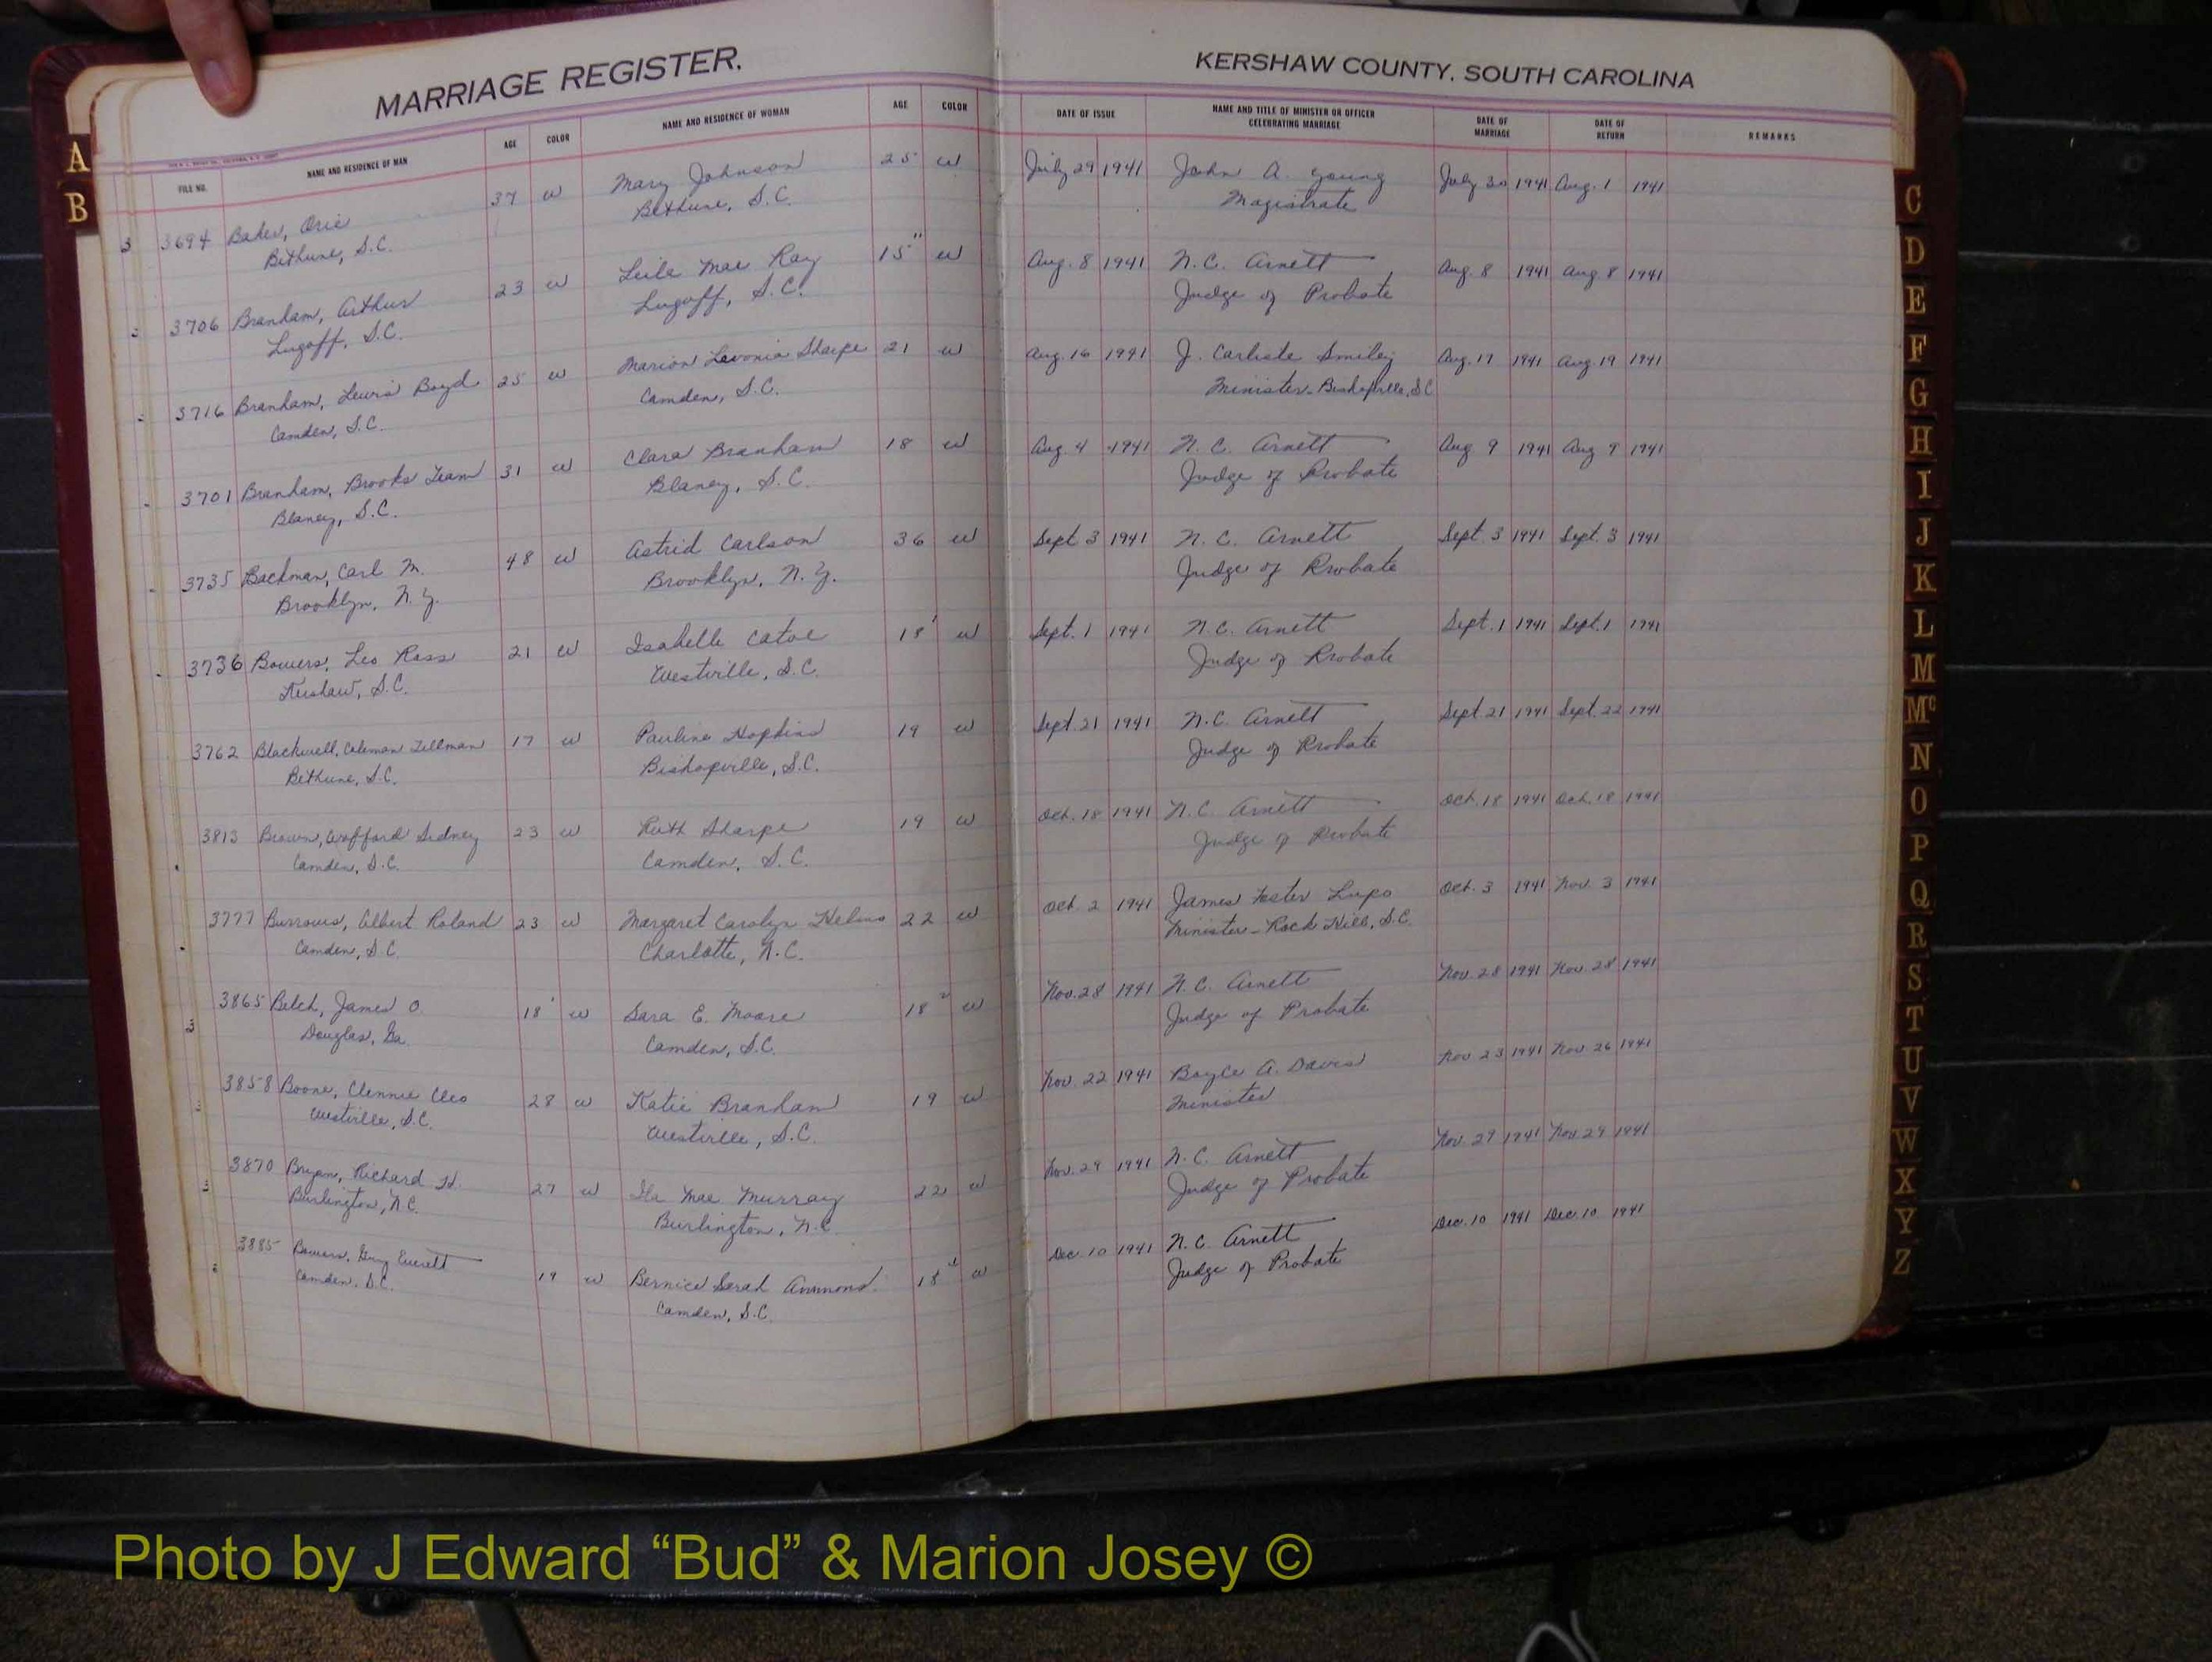 MARRIAGE REGISTER.
KERSHAW COUNTY, SOUTH CAROLINA
FILE NO. NAME AND RESIDENCE OF MAN AGE COLOR NAME AND RESIDENCE OF WOMAN AGE COLOR DATE OF ISSUE NAME AND TITLE OF MINISTER OR OFFICER CELEBRATING MARRIAGE DATE OF MARRIAGE DATE OF RETURN REMARKS
3694 Baker, Orie 37 w Mary Johnson 25 w July 29 1941 John A. Young July 30 1941 Aug. 1 1941
Bethune, S.C. Bethune, S.C. Magistrate
3706 Branham, Arthur 23 w Leila Mae Ray 15 w Aug. 8 1941 N.C. Arnett Aug. 8 1941 Aug. 8 1941
Lugoff, S.C. Lugoff, S.C. Judge of Probate
3716 Branham, Lewis Boyd 25 w Marion Levonia Sharpe 21 w Aug. 16 1941 J. Carlisle Smiley Aug. 17 1941 Aug. 19 1941
Camden, S.C. Camden, S.C. Minister - Bishopville, S.C.
3701 Branham, Brooks Team 31 w Clara Branham 18 w Aug 4 1941 N. C. Arnett Aug 9 1941 Aug 9 1941
Blaney, S.C. Blaney, S.C. Judge of Probate
3735 Backman, Carl M. 48 w Astrid Carlson 36 w Sept 3 1941 N. C. Arnett Sept. 3 1941 Sept. 3 1941
Brooklyn, N.Y. Brooklyn, N.Y. Judge of Probate
3736 Bowers, Leo Ross 21 w Isabelle Catoe 18 w Sept. 1 1941 N.C. Arnett Sept. 1 1941 Sept. 1 1941
Kershaw, S.C. Westville, S.C. Judge of Probate
3762 Blackwell, Coleman Tillman 17 w Pauline Hopkins 19 w Sept 21 1941 N.C. Arnett Sept 21 1941 Sept. 22 1941
Bethune, S.C. Bishopville, S.C. Judge of Probate
3813 Brown, Wofford Sidney 23 w Ruth Sharpe 19 w Oct. 18 1941 N.C. Arnett Oct. 18 1941 Oct. 18 1941
Camden, S.C. Camden, S.C. Judge of Probate
3777 Burrows, Albert Roland 23 w Margaret Carolyn Helms 22 w Oct. 2 1941 James Foster Lupo Oct. 3 1941 Nov. 3 1941
Camden, S.C. Charlotte, N.C. Minister - Rock Hill, S.C.
3865 Belch, James O. 18 w Sara E. Moore 18 w Nov. 28 1941 N.C. Arnett Nov. 28 1941 Nov. 28 1941
Douglas, Ga. Camden, S.C. Judge of Probate
3858 Boone, Clennie Cleo 28 w Katie Branham 19 w Nov. 22 1941 Boyce A. Davis Nov 23 1941 Nov. 26 1941
Westville, S.C. Westville, S.C. Minister
3870 Bryan, Richard H. 27 w Ila Mae Murray 22 w Nov. 29 1941 N.C. Arnett Nov. 29 1941 Nov 29 1941
Burlington, N.C. Burlington, N.C. Judge of Probate
3885 Bowers, Guy Everett 19 w Bernice Sarah Ammons 18 w Dec. 10 1941 N.C. Arnett Dec. 10 1941 Dec. 10 1941
Camden, S.C. Camden, S.C. Judge of Probate
A
B
C
D
E
F
G
H
I
J
K
L
M
Mc
N
O
P
Q
R
S
T
U
V
W
X
Y
Z
Photo by J Edward “Bud” & Marion Josey ©